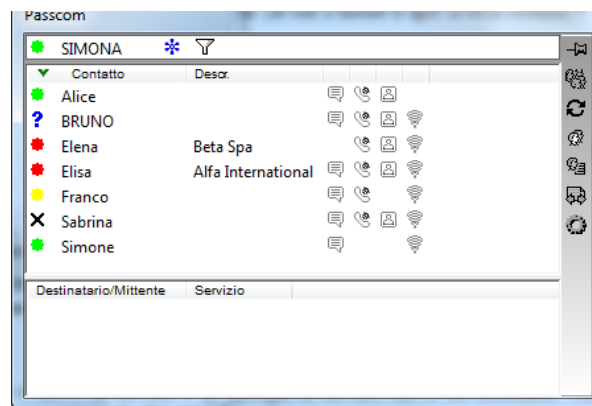 Passcom
SIMONA
Contatto Descr.
Alice
? BRUNO
Elena Beta Spa
Elisa Alfa International
Franco
Sabrina
Simone
Destinatario/Mittente Servizio